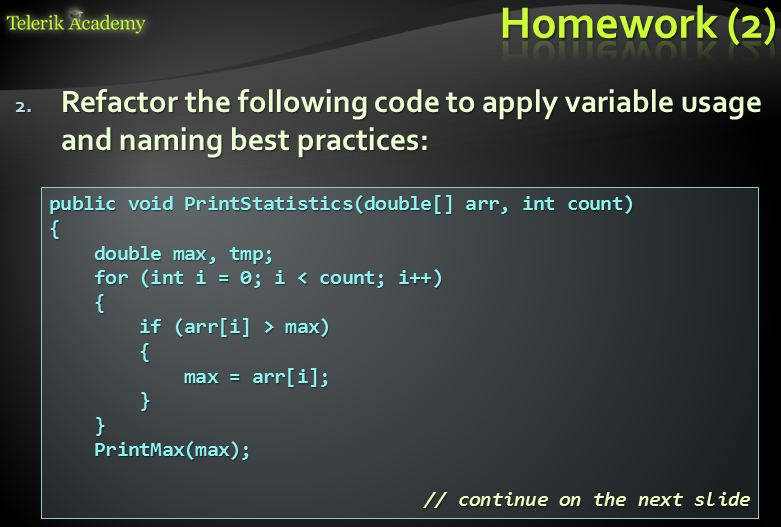 Telerik Academy
Homework (2)
2. Refactor the following code to apply variable usage
and naming best practices:
public void PrintStatistics(double[] arr, int count)
{
    double max, tmp;
    for (int i = 0; i < count; i++)
    {
        if (arr[i] > max)
        {
            max = arr[i];
        }
    }
    PrintMax(max);
// continue on the next slide